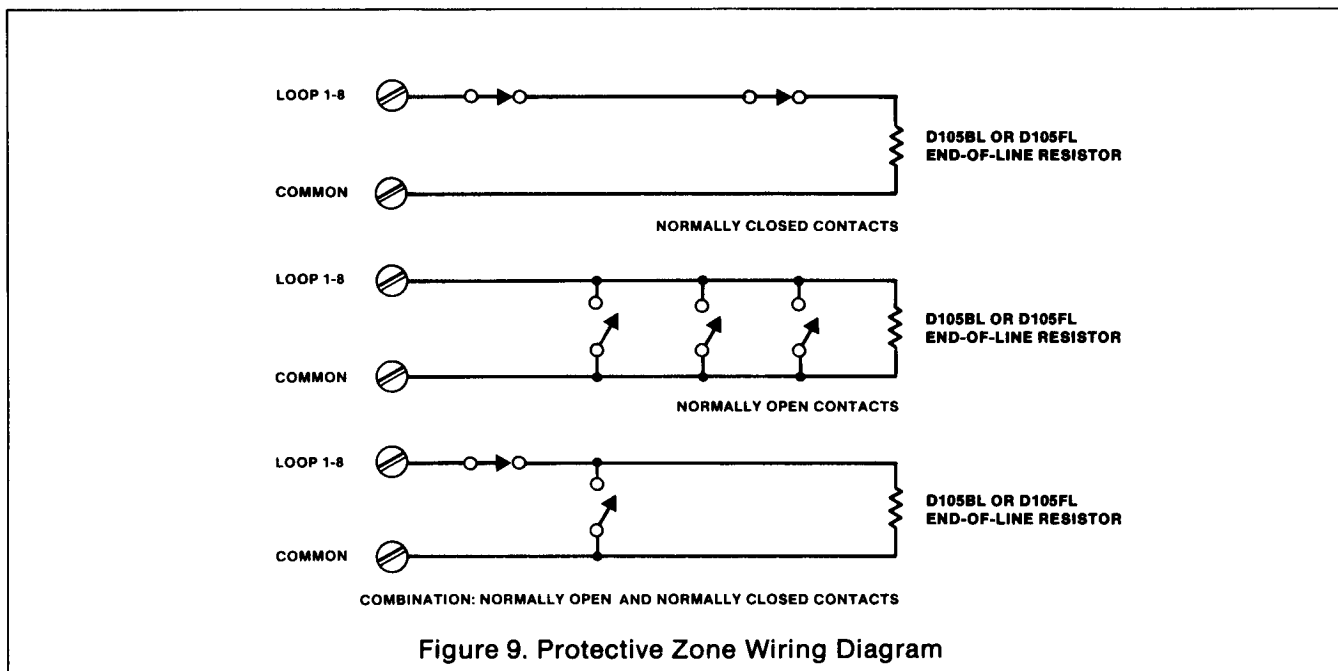 LOOP 1-8
D105BL OR D105FL
END-OF-LINE RESISTOR
COMMON
NORMALLY CLOSED CONTACTS
LOOP 1-8
D105BL OR D105FL
END-OF-LINE RESISTOR
COMMON
NORMALLY OPEN CONTACTS
LOOP 1-8
D105BL OR D105FL
END-OF-LINE RESISTOR
COMMON
COMBINATION: NORMALLY OPEN AND NORMALLY CLOSED CONTACTS
Figure 9. Protective Zone Wiring Diagram